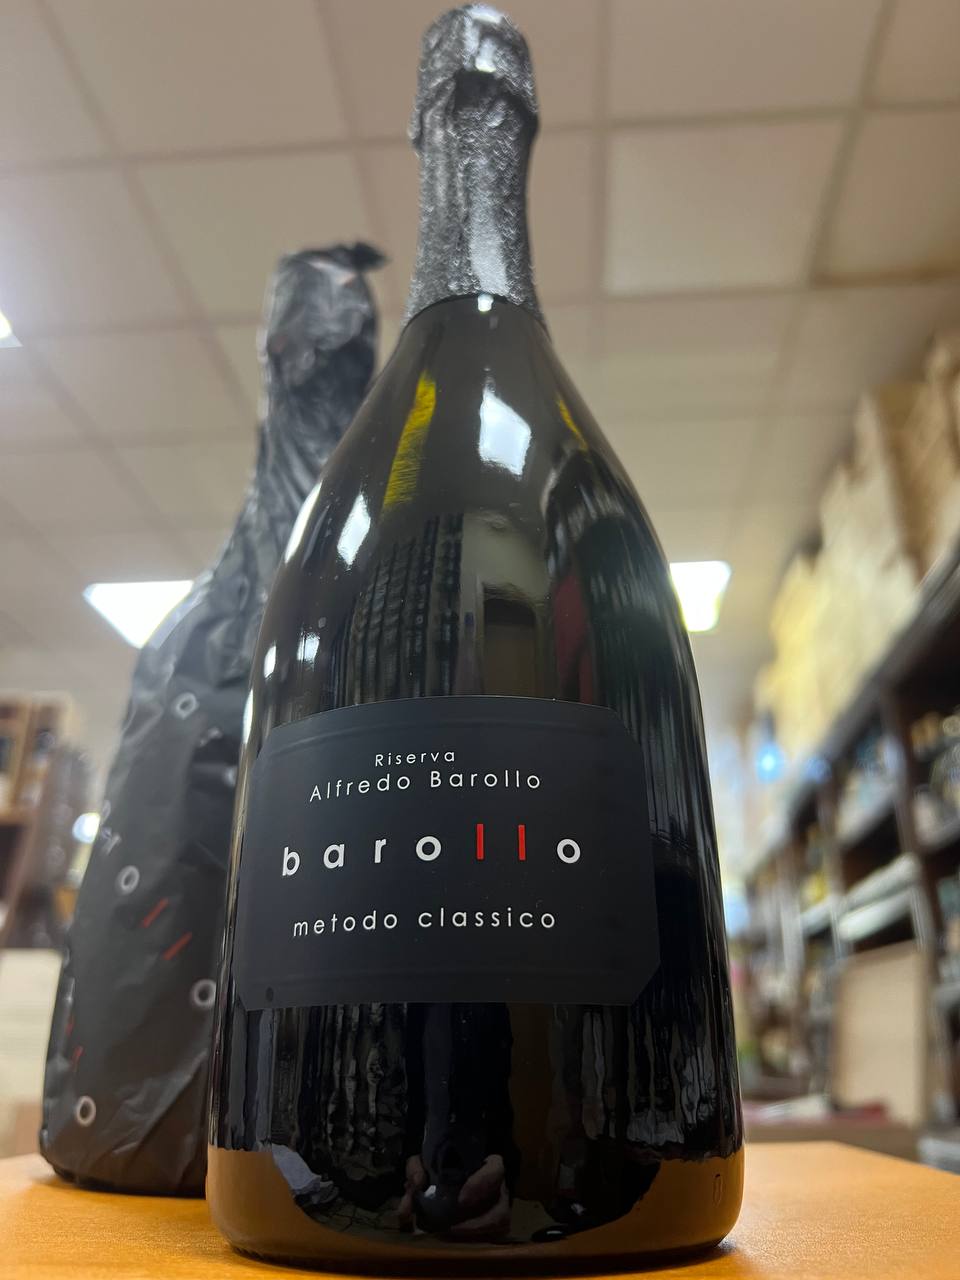 Riserva
Alfredo Barollo
barollo
metodo classico